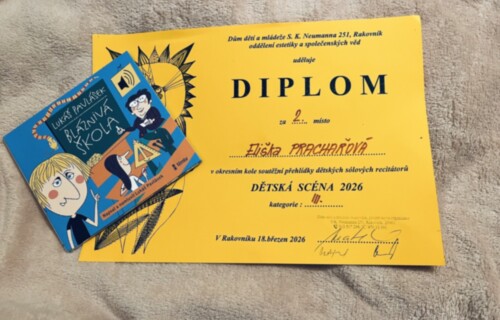 Dům dětí a mládeže S. K. Neumanna 251, Rakovník
oddělení estetiky a společenských věd
uděluje
DIPLOM
za 2. místo
Eliška PRACHAŘOVÁ
v okresním kole soutěžní přehlídky dětských sólových recitátorů
DĚTSKÁ SCÉNA 2026
kategorie : III.
V Rakovníku 18.březen 2026
LUKÁŠ PAVLÁSEK
BLÁZNIVÁ
ŠKOLA